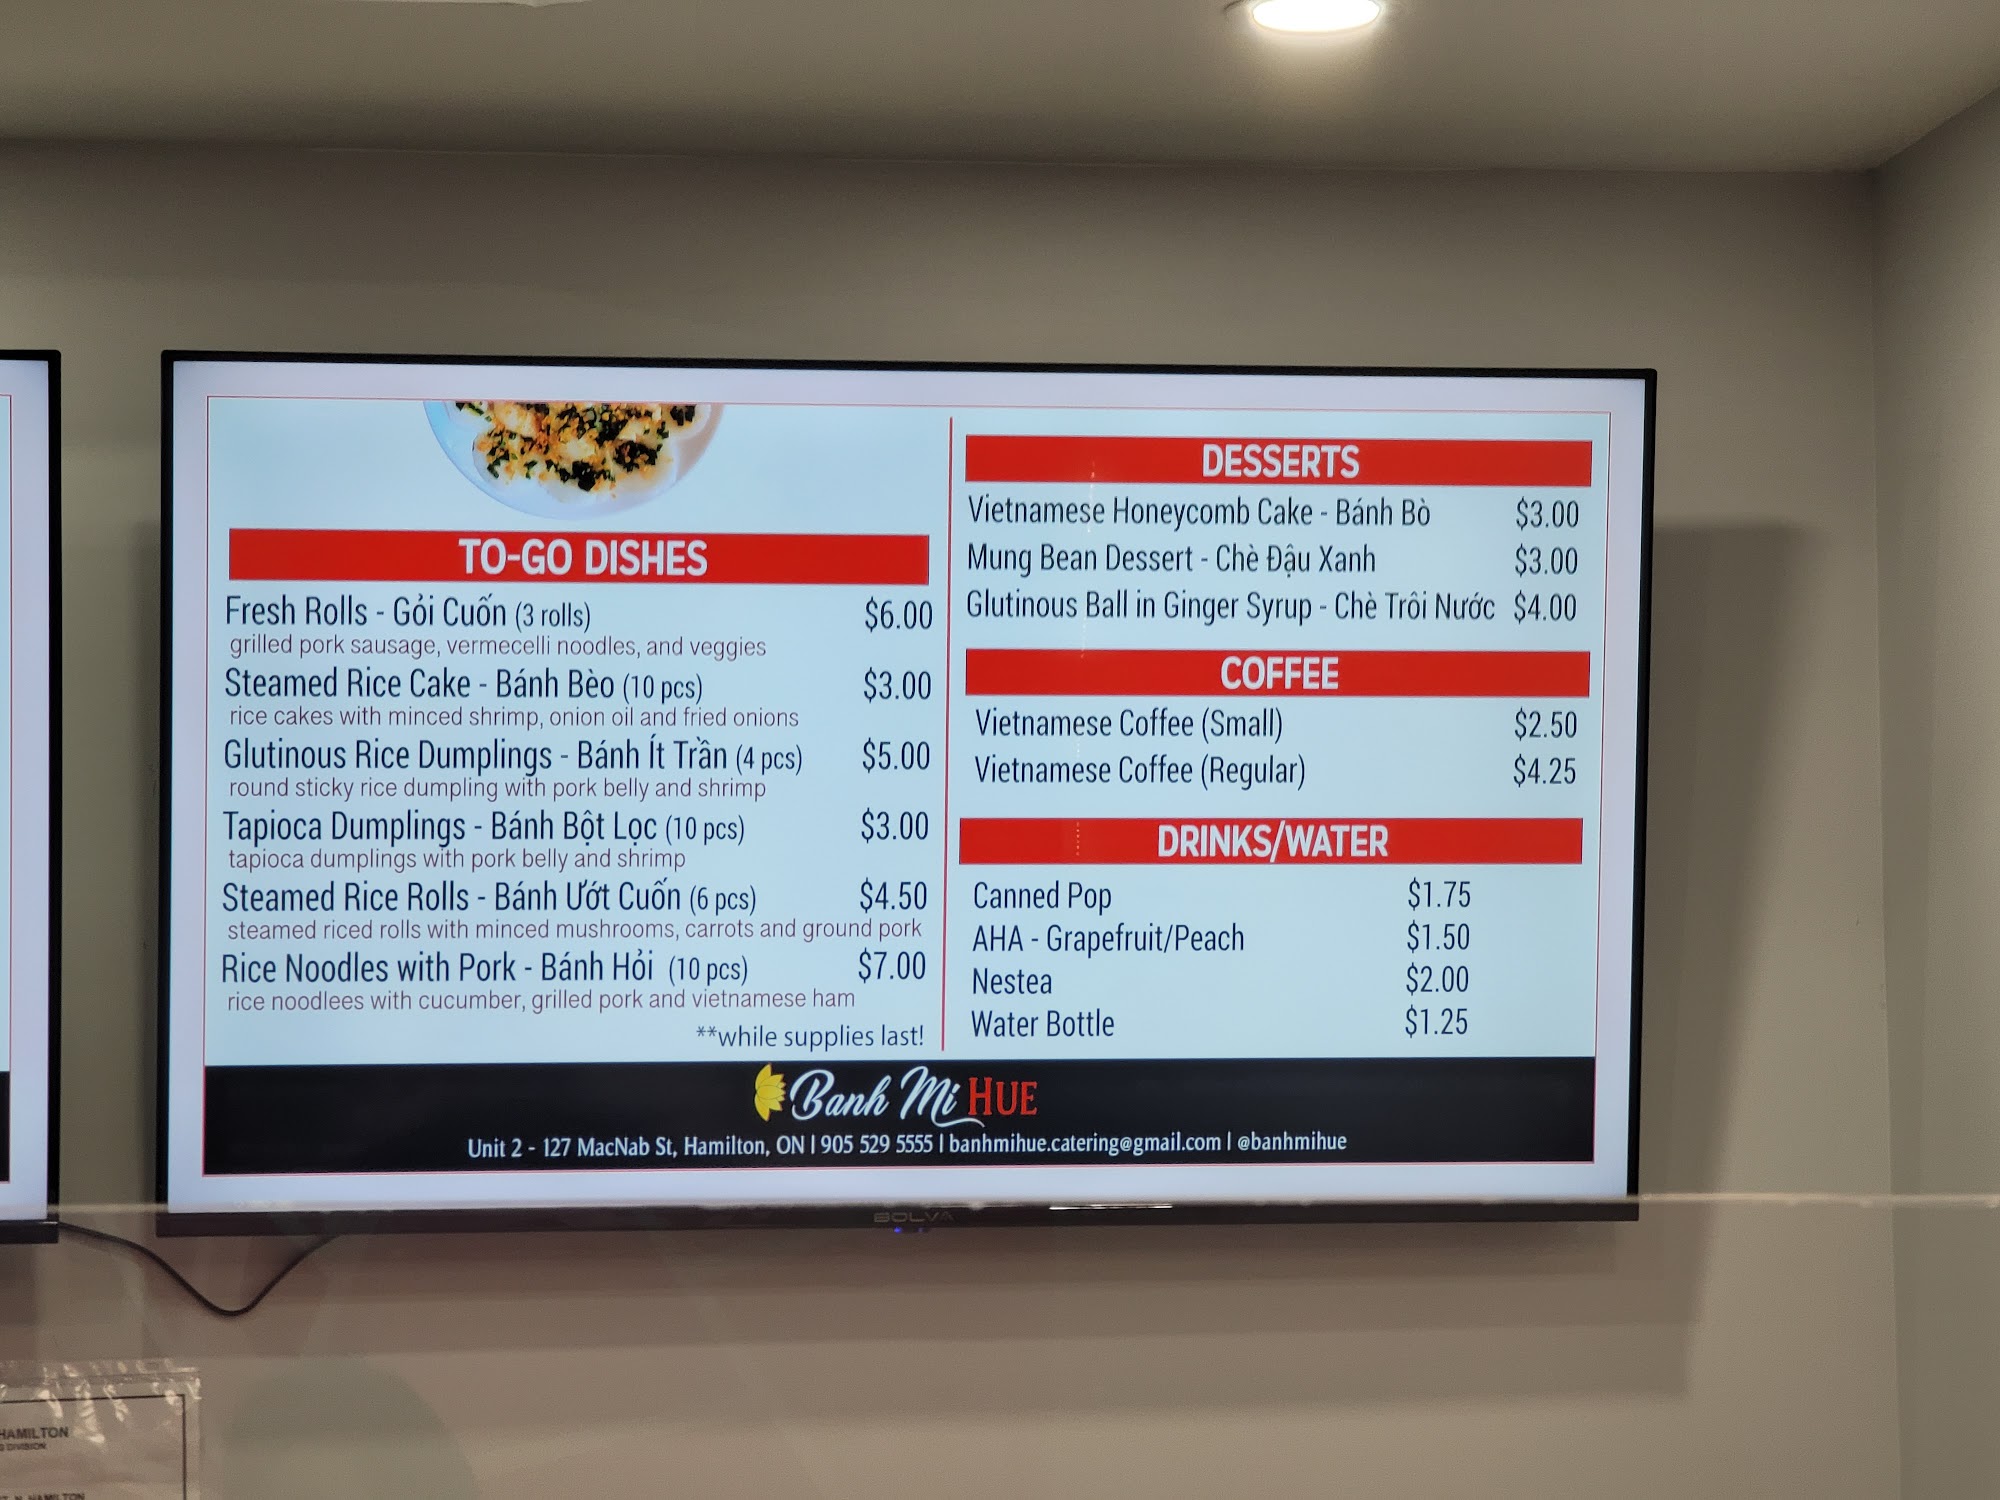 TO-GO DISHES
Fresh Rolls - Gỏi Cuốn (3 rolls) $6.00
grilled pork sausage, vermecelli noodles, and veggies
Steamed Rice Cake - Bánh Bèo (10 pcs) $3.00
rice cakes with minced shrimp, onion oil and fried onions
Glutinous Rice Dumplings - Bánh Ít Trần (4 pcs) $5.00
round sticky rice dumpling with pork belly and shrimp
Tapioca Dumplings - Bánh Bột Lọc (10 pcs) $3.00
tapioca dumplings with pork belly and shrimp
Steamed Rice Rolls - Bánh Ướt Cuốn (6 pcs) $4.50
steamed riced rolls with minced mushrooms, carrots and ground pork
Rice Noodles with Pork - Bánh Hỏi (10 pcs) $7.00
rice noodlees with cucumber, grilled pork and vietnamese ham
**while supplies last!
DESSERTS
Vietnamese Honeycomb Cake - Bánh Bò $3.00
Mung Bean Dessert - Chè Đậu Xanh $3.00
Glutinous Ball in Ginger Syrup - Chè Trôi Nước $4.00
COFFEE
Vietnamese Coffee (Small) $2.50
Vietnamese Coffee (Regular) $4.25
DRINKS/WATER
Canned Pop $1.75
AHA - Grapefruit/Peach $1.50
Nestea $2.00
Water Bottle $1.25
Banh Mi HUE
Unit 2 - 127 MacNab St, Hamilton, ON | 905 529 5555 | banhmihue.catering@gmail.com | @banhmihue
BOLVA
HAMILTON
DIVISION
N HAMILTON